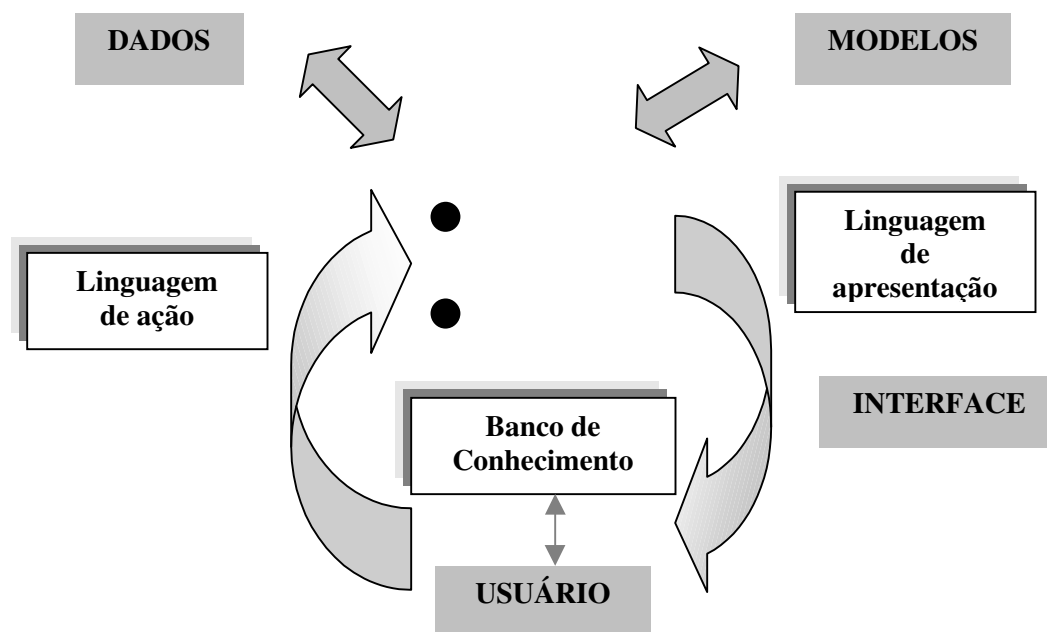 DADOS
MODELOS
Linguagem
de ação
Linguagem
de
apresentação
INTERFACE
Banco de
Conhecimento
USUÁRIO